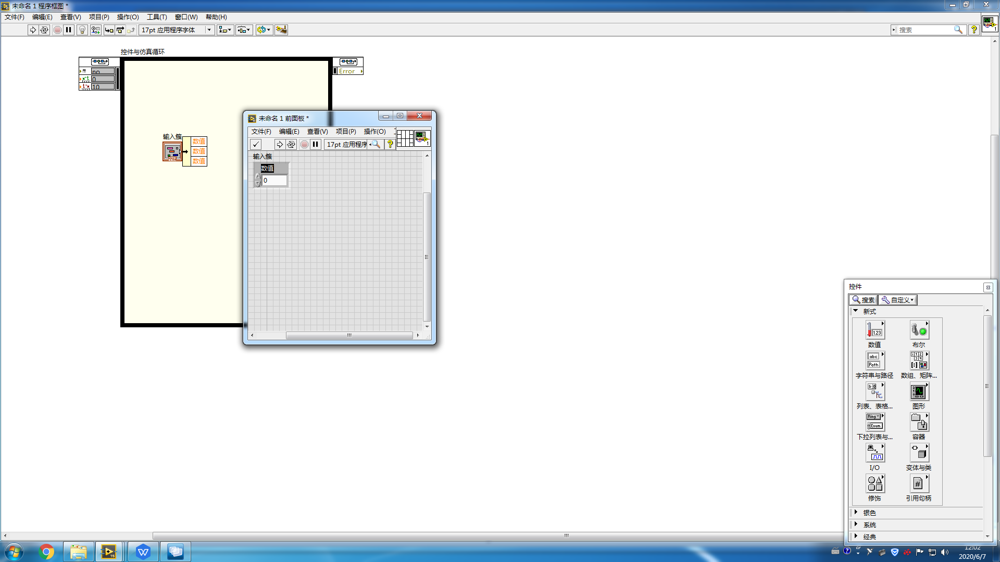 未命名 1 程序框图 *
文件(F) 编辑(E) 查看(V) 项目(P) 操作(O) 工具(T) 窗口(W) 帮助(H)
17pt 应用程序字体
搜索
控件与仿真循环
no
0
10
Error
输入簇
数值
数值
数值
未命名 1 前面板 *
文件(F) 编辑(E) 查看(V) 项目(P) 操作(O)
17pt 应用程序
输入簇
数值
0
控件
搜索 自定义
新式
1.23
数值 布尔
abc
Path
字符串与路径 数组、矩阵...
列表、表格... 图形
Ring
Enum
下拉列表与... 容器
I/O 变体与类
#
修饰 引用句柄
银色
系统
经典
12:02
2020/6/7